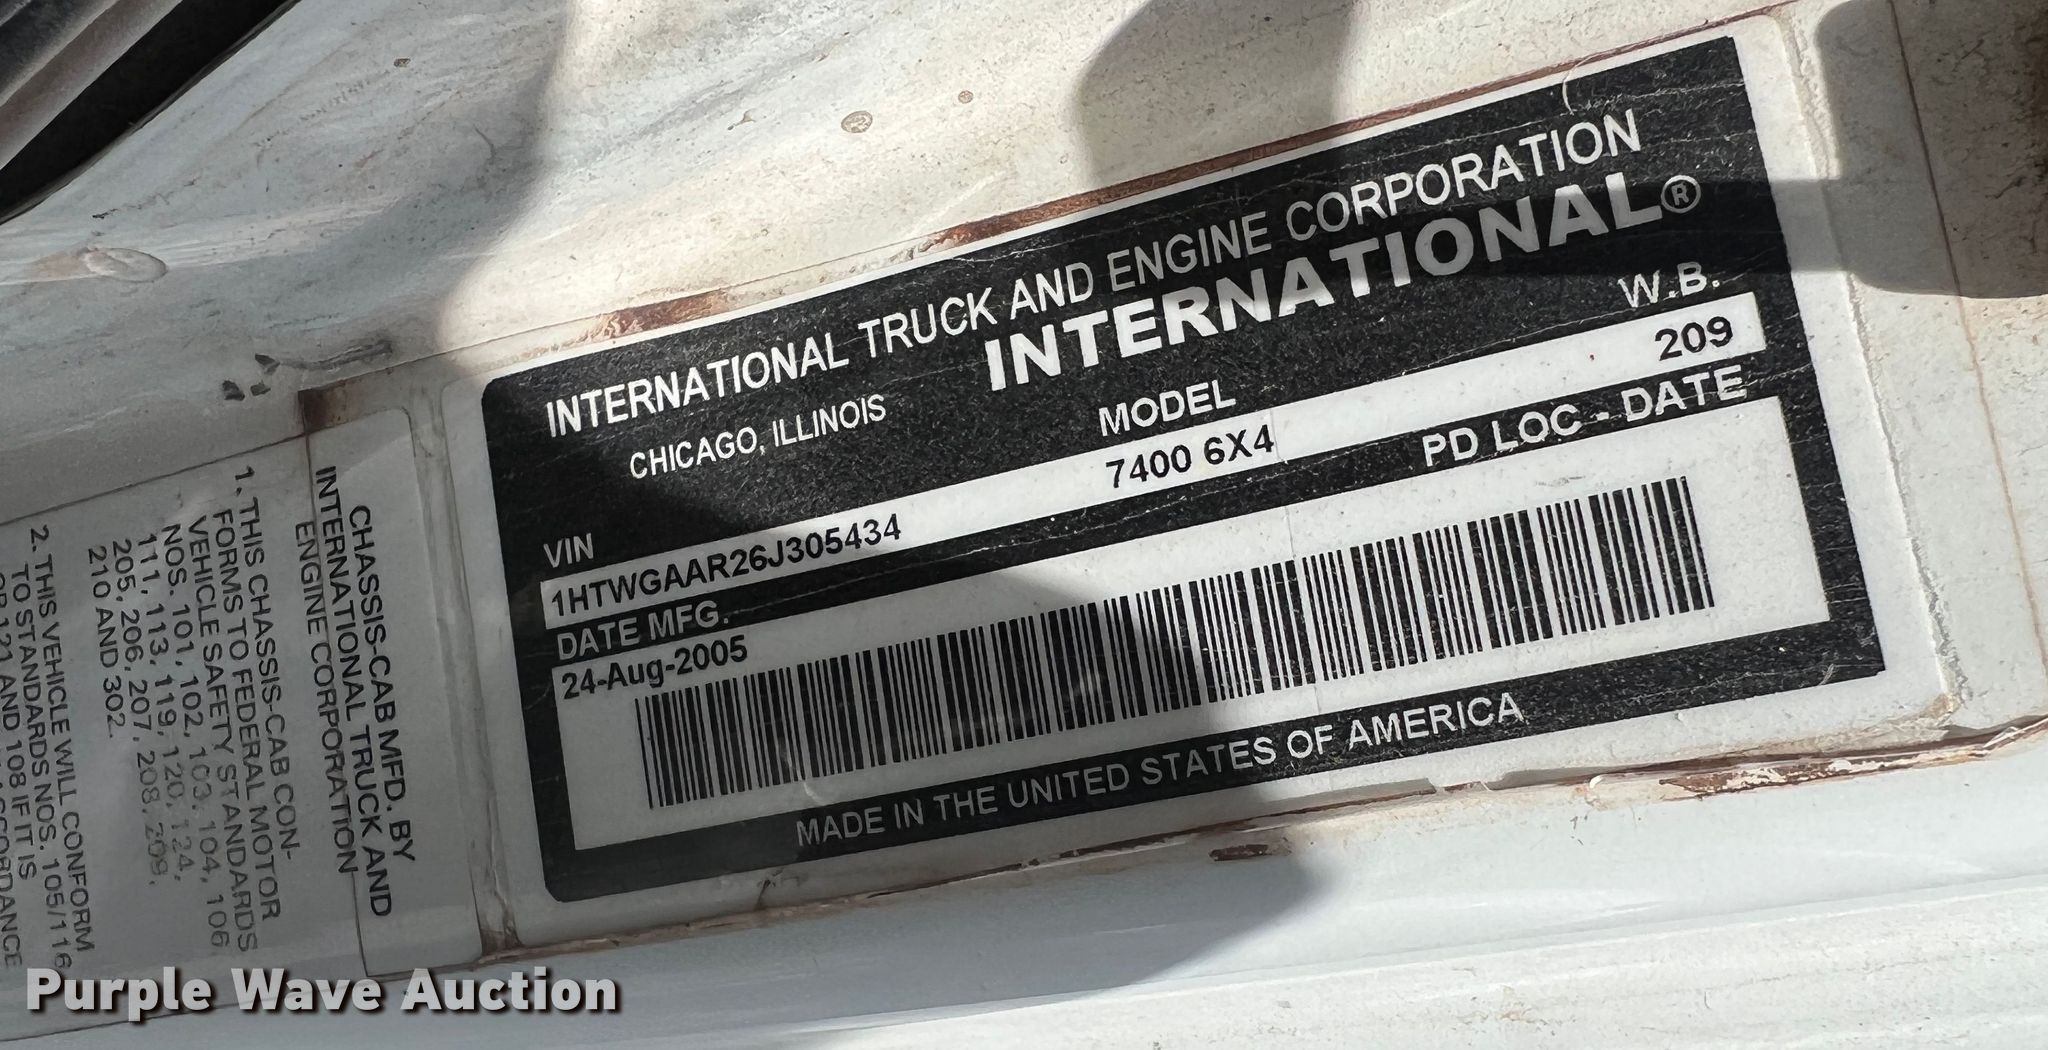 INTERNATIONAL TRUCK AND ENGINE CORPORATION
CHICAGO, ILLINOIS
INTERNATIONAL®
VIN
MODEL
W.B.
1HTWGAAR26J305434
7400 6X4
209
DATE MFG.
PD LOC - DATE
24-Aug-2005
MADE IN THE UNITED STATES OF AMERICA
CHASSIS-CAB MFD. BY
INTERNATIONAL TRUCK AND
ENGINE CORPORATION
1. THIS CHASSIS-CAB CON-
FORMS TO FEDERAL MOTOR
VEHICLE SAFETY STANDARDS
NOS. 101, 102, 103, 104, 106,
111, 113, 119, 120, 124,
205, 206, 207, 208, 209,
210 AND 302.
2. THIS VEHICLE WILL CONFORM
TO STANDARDS NOS. 105/116
OR 121 AND 108 IF IT IS
Purple Wave Auction